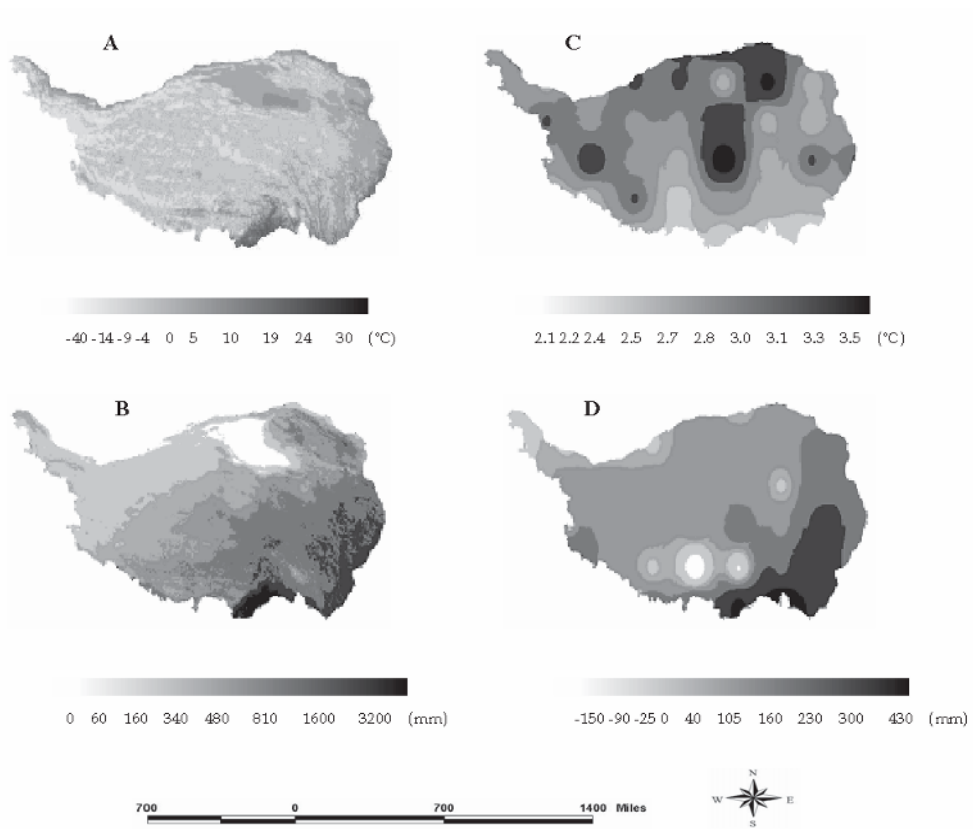 A
C
-40 -14 -9 -4 0 5 10 19 24 30 (°C)
2.1 2.2 2.4 2.5 2.7 2.8 3.0 3.1 3.3 3.5 (°C)
B
D
0 60 160 340 480 810 1600 3200 (mm)
-150 -90 -25 0 40 105 160 230 300 430 (mm)
N
W E
S
700 0 700 1400 Miles